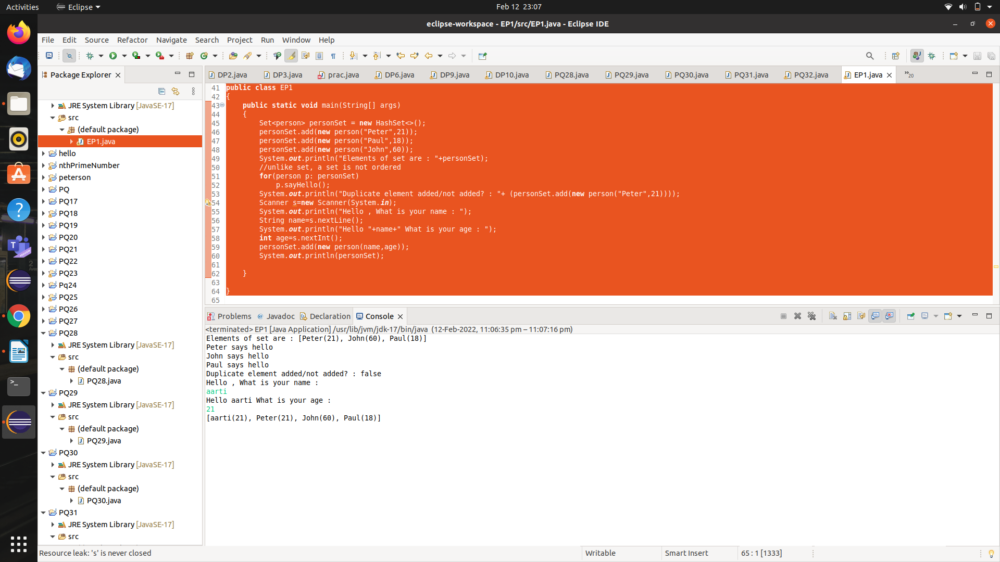 Activities Eclipse Feb 12 23:07
eclipse-workspace - EP1/src/EP1.java - Eclipse IDE
File Edit Source Refactor Navigate Search Project Run Window Help
Package Explorer
JRE System Library [JavaSE-17]
src
(default package)
EP1.java
hello
nthPrimeNumber
peterson
PQ
PQ17
PQ18
PQ19
PQ20
PQ21
PQ22
PQ23
Pq24
PQ25
PQ26
PQ27
PQ28
JRE System Library [JavaSE-17]
src
(default package)
PQ28.java
PQ29
JRE System Library [JavaSE-17]
src
(default package)
PQ29.java
PQ30
JRE System Library [JavaSE-17]
src
(default package)
PQ30.java
PQ31
JRE System Library [JavaSE-17]
src
DP2.java DP3.java prac.java DP6.java DP9.java DP10.java PQ28.java PQ29.java PQ30.java PQ31.java PQ32.java EP1.java »20
41 public class EP1
42 {
43 public static void main(String[] args)
44 {
45 Set<person> personSet = new HashSet<>();
46 personSet.add(new person("Peter",21));
47 personSet.add(new person("Paul",18));
48 personSet.add(new person("John",60));
49 System.out.println("Elements of set are : "+personSet);
50 //unlike set, a set is not ordered
51 for(person p: personSet)
52 p.sayHello();
53 System.out.println("Duplicate element added/not added? : "+ (personSet.add(new person("Peter",21))));
54 Scanner s=new Scanner(System.in);
55 System.out.println("Hello , What is your name : ");
56 String name=s.nextLine();
57 System.out.println("Hello "+name+" What is your age : ");
58 int age=s.nextInt();
59 personSet.add(new person(name,age));
60 System.out.println(personSet);
61
62 }
63
64 }
65
Problems @ Javadoc Declaration Console
<terminated> EP1 [Java Application] /usr/lib/jvm/jdk-17/bin/java (12-Feb-2022, 11:06:35 pm – 11:07:16 pm)
Elements of set are : [Peter(21), John(60), Paul(18)]
Peter says hello
John says hello
Paul says hello
Duplicate element added/not added? : false
Hello , What is your name :
aarti
Hello aarti What is your age :
21
[aarti(21), Peter(21), John(60), Paul(18)]
Resource leak: 's' is never closed Writable Smart Insert 65 : 1 [1333]